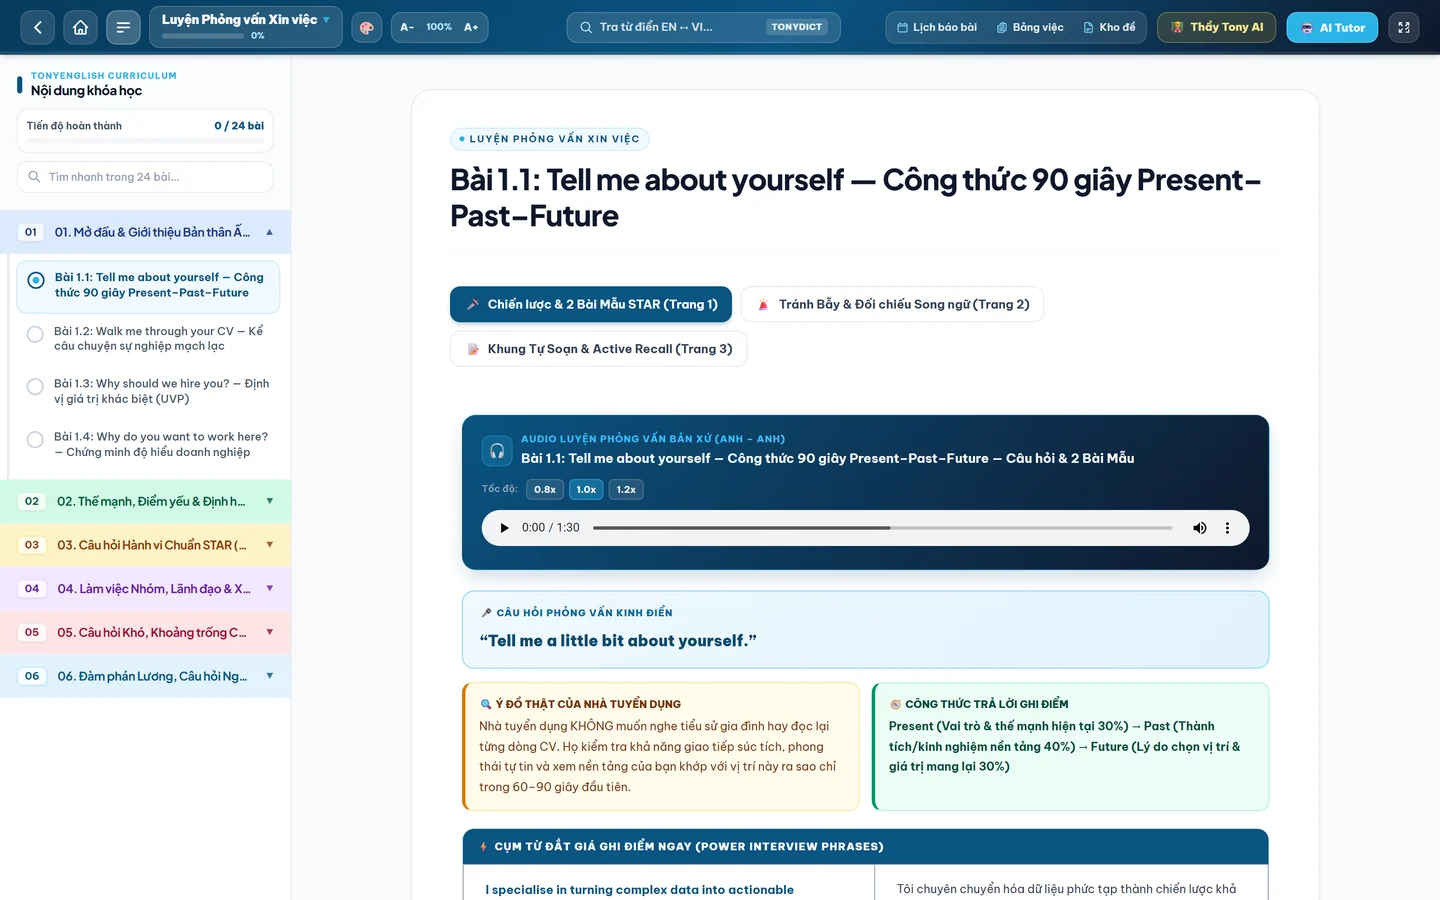 Luyện Phỏng vấn Xin việc ▼
0%
A- 100% A+
Tra từ điển EN ↔ VI...
TONYDICT
Lịch báo bài
Bảng việc
Kho đề
Thầy Tony AI
AI Tutor
TONYENGLISH CURRICULUM
Nội dung khóa học
Tiến độ hoàn thành
0 / 24 bài
Tìm nhanh trong 24 bài...
01 01. Mở đầu & Giới thiệu Bản thân Ấ... ▲
Bài 1.1: Tell me about yourself — Công
thức 90 giây Present–Past–Future
Bài 1.2: Walk me through your CV — Kể
câu chuyện sự nghiệp mạch lạc
Bài 1.3: Why should we hire you? — Định
vị giá trị khác biệt (UVP)
Bài 1.4: Why do you want to work here?
— Chứng minh độ hiểu doanh nghiệp
02 02. Thế mạnh, Điểm yếu & Định h... ▼
03 03. Câu hỏi Hành vi Chuẩn STAR (... ▼
04 04. Làm việc Nhóm, Lãnh đạo & X... ▼
05 05. Câu hỏi Khó, Khoảng trống C... ▼
06 06. Đàm phán Lương, Câu hỏi Ng... ▼
LUYỆN PHỎNG VẤN XIN VIỆC
Bài 1.1: Tell me about yourself — Công thức 90 giây Present–
Past–Future
Chiến lược & 2 Bài Mẫu STAR (Trang 1)
Tránh Bẫy & Đối chiếu Song ngữ (Trang 2)
Khung Tự Soạn & Active Recall (Trang 3)
AUDIO LUYỆN PHỎNG VẤN BẢN XỨ (ANH – ANH)
Bài 1.1: Tell me about yourself — Công thức 90 giây Present–Past–Future — Câu hỏi & 2 Bài Mẫu
Tốc độ: 0.8x 1.0x 1.2x
0:00 / 1:30
CÂU HỎI PHỎNG VẤN KINH ĐIỂN
“Tell me a little bit about yourself.”
Ý ĐỒ THẬT CỦA NHÀ TUYỂN DỤNG
Nhà tuyển dụng KHÔNG muốn nghe tiểu sử gia đình hay đọc lại
từng dòng CV. Họ kiểm tra khả năng giao tiếp súc tích, phong
thái tự tin và xem nền tảng của bạn khớp với vị trí này ra sao chỉ
trong 60–90 giây đầu tiên.
CÔNG THỨC TRẢ LỜI GHI ĐIỂM
Present (Vai trò & thế mạnh hiện tại 30%) → Past (Thành
tích/kinh nghiệm nền tảng 40%) → Future (Lý do chọn vị trí &
giá trị mang lại 30%)
CỤM TỪ ĐẮT GIÁ GHI ĐIỂM NGAY (POWER INTERVIEW PHRASES)
I specialise in turning complex data into actionable
Tôi chuyên chuyển hóa dữ liệu phức tạp thành chiến lược khả